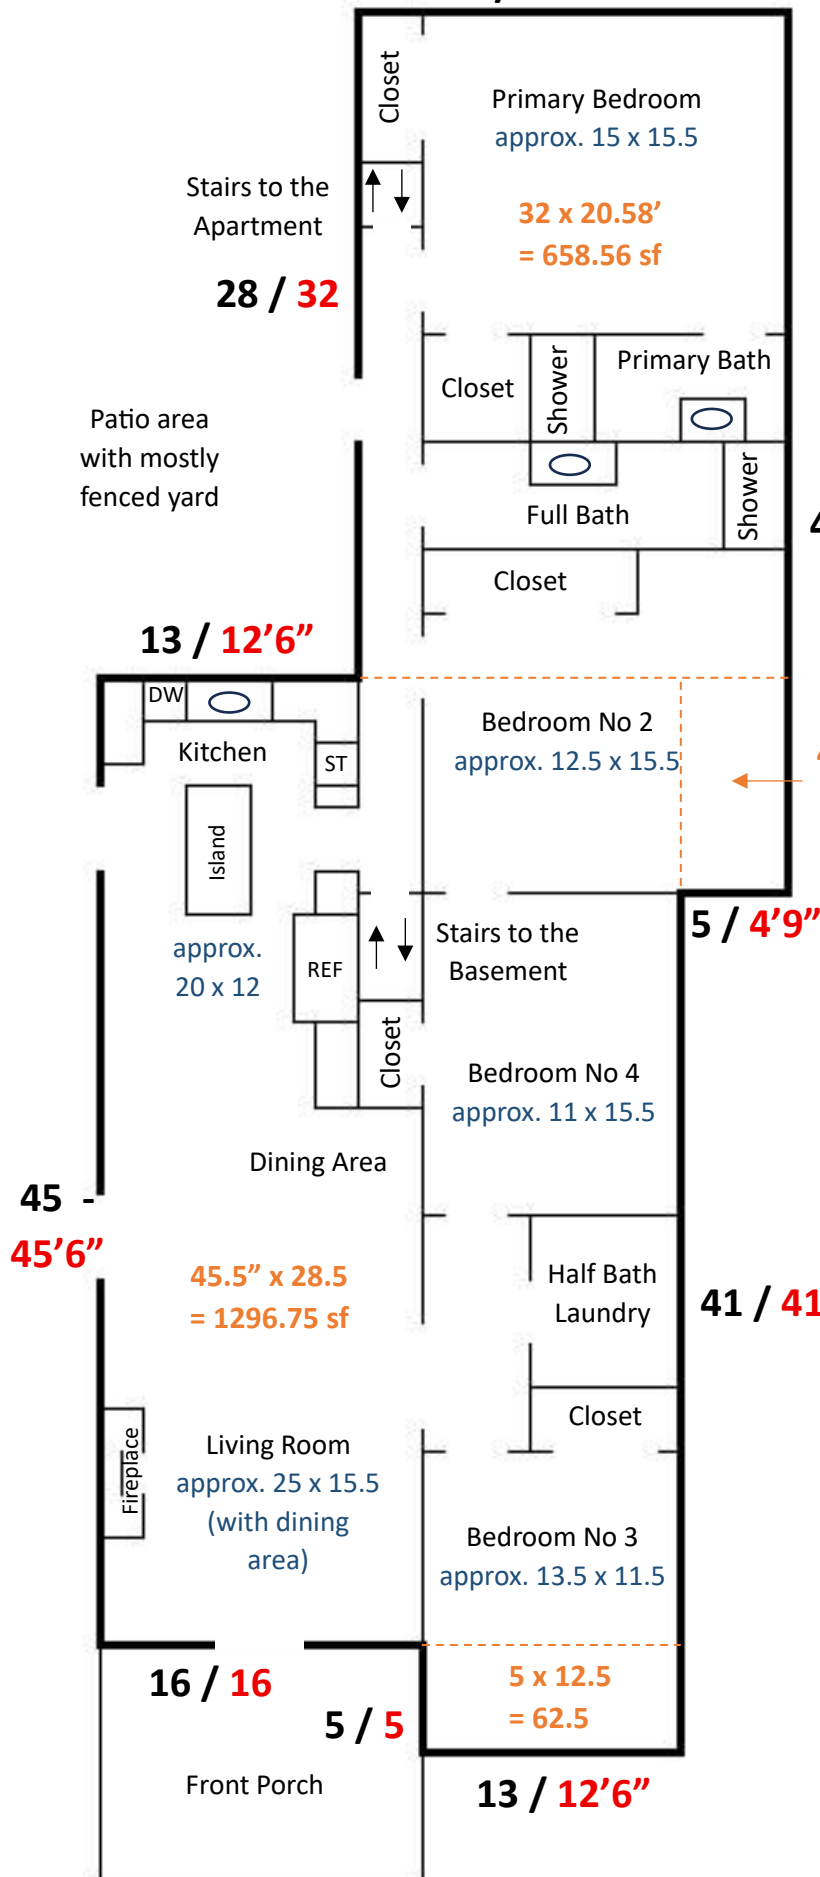 Closet
Primary Bedroom
approx. 15 x 15.5
Stairs to the
Apartment
32 x 20.58’
= 658.56 sf
28 / 32
Closet
Shower
Primary Bath
Patio area
with mostly
fenced yard
Full Bath
Shower
Closet
13 / 12’6”
DW
Kitchen
ST
Bedroom No 2
approx. 12.5 x 15.5
Island
5 / 4’9”
approx.
20 x 12
REF
Stairs to the
Basement
Closet
Bedroom No 4
approx. 11 x 15.5
Dining Area
45 -
45’6”
45.5” x 28.5
= 1296.75 sf
Half Bath
Laundry
41 / 41
Closet
Fireplace
Living Room
approx. 25 x 15.5
(with dining
area)
Bedroom No 3
approx. 13.5 x 11.5
16 / 16
5 / 5
5 x 12.5
= 62.5
Front Porch
13 / 12’6”